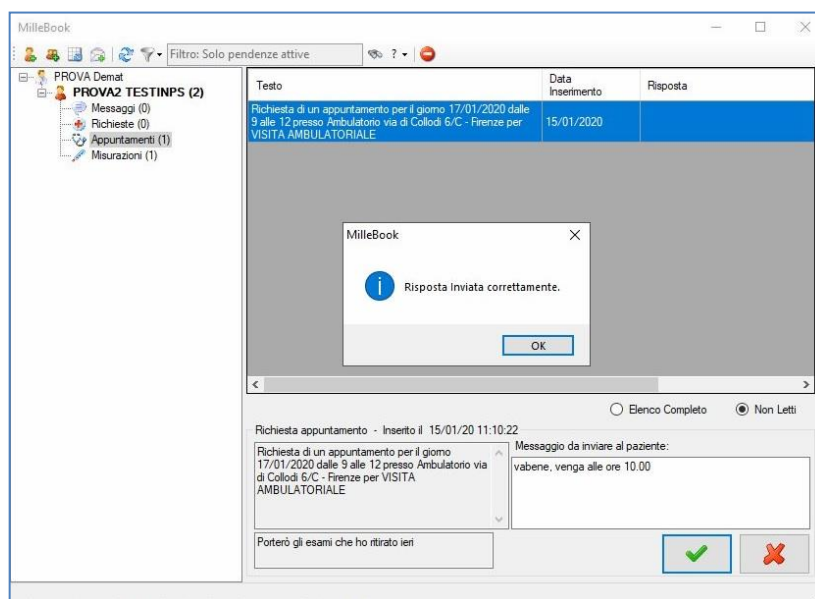 MilleBook
Filtro: Solo pendenze attive
?
PROVA Demat
PROVA2 TESTINPS (2)
Messaggi (0)
Richieste (0)
Appuntamenti (1)
Misurazioni (1)
Testo
Data
Inserimento
Risposta
Richiesta di un appuntamento per il giorno 17/01/2020 dalle
9 alle 12 presso Ambulatorio via di Collodi 6/C - Firenze per
VISITA AMBULATORIALE
15/01/2020
MilleBook
Risposta Inviata correttamente.
OK
Elenco Completo
Non Letti
Richiesta appuntamento - Inserito il 15/01/20 11:10:22
Richiesta di un appuntamento per il giorno
17/01/2020 dalle 9 alle 12 presso Ambulatorio via
di Collodi 6/C - Firenze per VISITA
AMBULATORIALE
Messaggio da inviare al paziente:
vabene, venga alle ore 10.00
Porterò gli esami che ho ritirato ieri